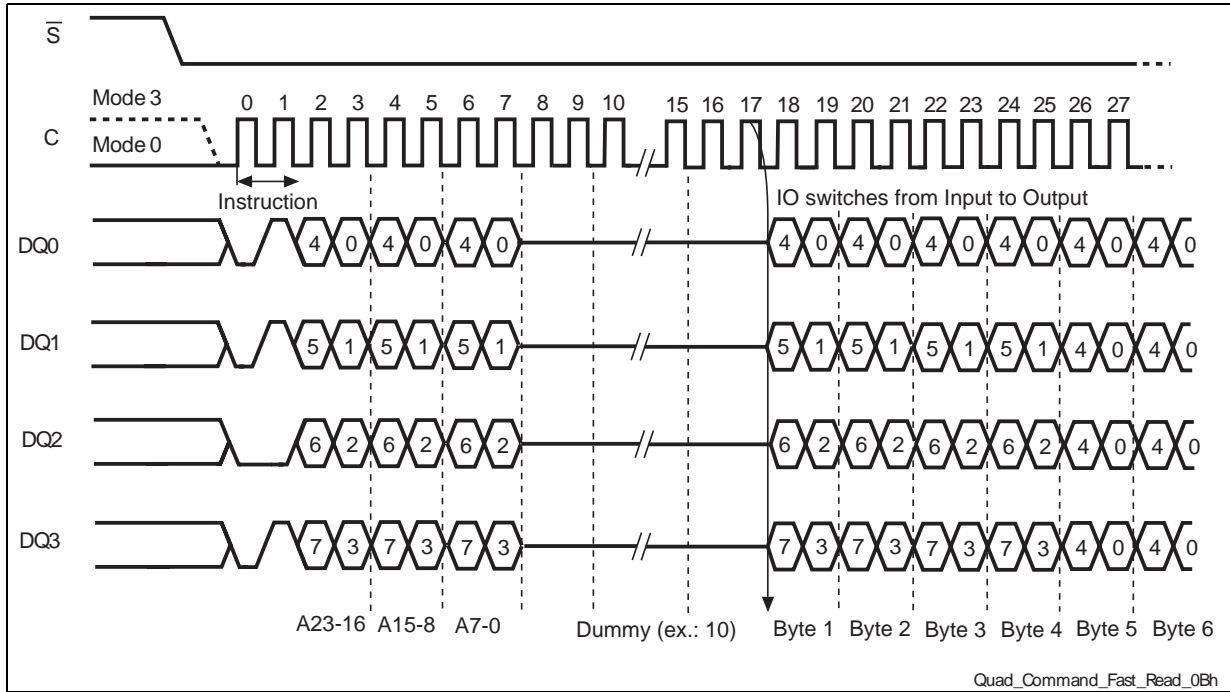 S
Mode 3
0 1 2 3 4 5 6 7 8 9 10 15 16 17 18 19 20 21 22 23 24 25 26 27
C
Mode 0
Instruction
IO switches from Input to Output
DQ0 4 0 4 0 4 0 4 0 4 0 4 0 4 0 4 0 4 0
DQ1 5 1 5 1 5 1 5 1 5 1 5 1 5 1 4 0 4 0
DQ2 6 2 6 2 6 2 6 2 6 2 6 2 6 2 4 0 4 0
DQ3 7 3 7 3 7 3 7 3 7 3 7 3 7 3 4 0 4 0
A23-16 A15-8 A7-0 Dummy (ex.: 10) Byte 1 Byte 2 Byte 3 Byte 4 Byte 5 Byte 6
Quad_Command_Fast_Read_0Bh